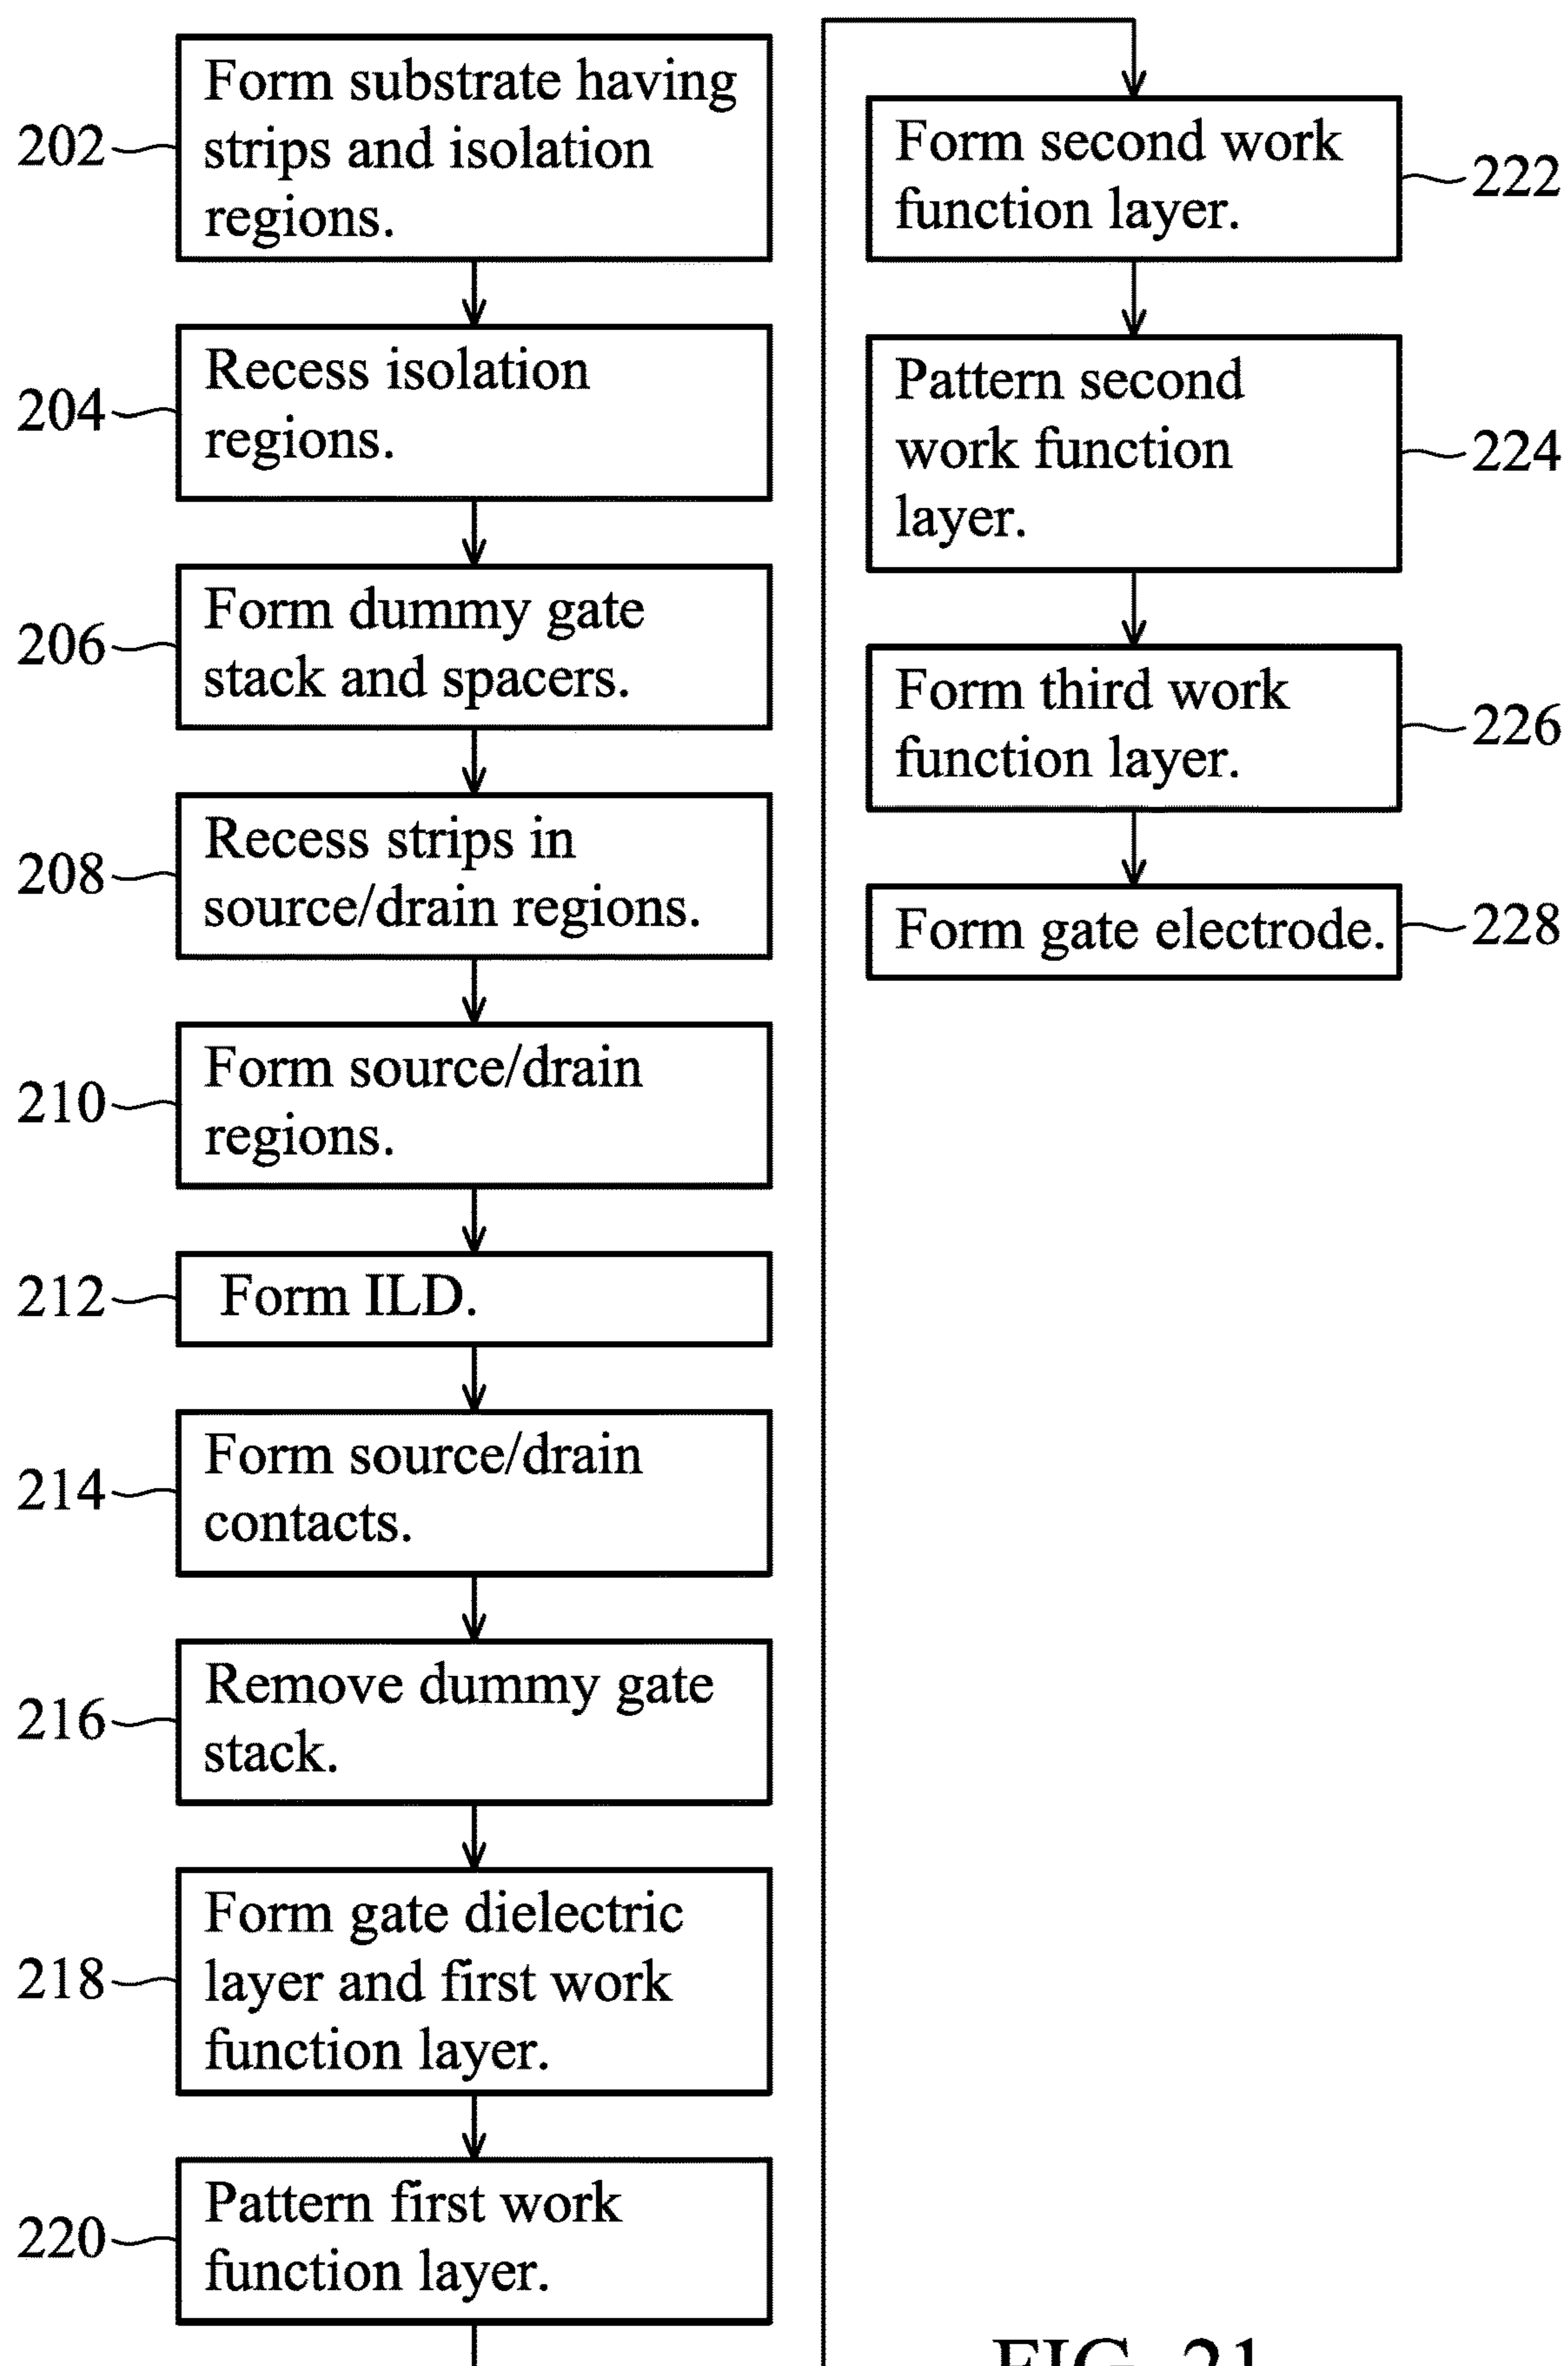 202
Form substrate having
strips and isolation
regions.
204
Recess isolation
regions.
206
Form dummy gate
stack and spacers.
208
Recess strips in
source/drain regions.
210
Form source/drain
regions.
212
Form ILD.
214
Form source/drain
contacts.
216
Remove dummy gate
stack.
218
Form gate dielectric
layer and first work
function layer.
220
Pattern first work
function layer.
Form second work
function layer.
222
Pattern second
work function
layer.
224
Form third work
function layer.
226
Form gate electrode.
228
FIG. 21